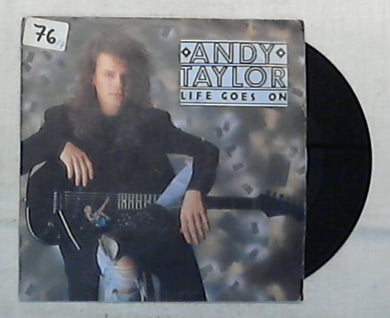 76
ANDY
TAYLOR
LIFE GOES ON